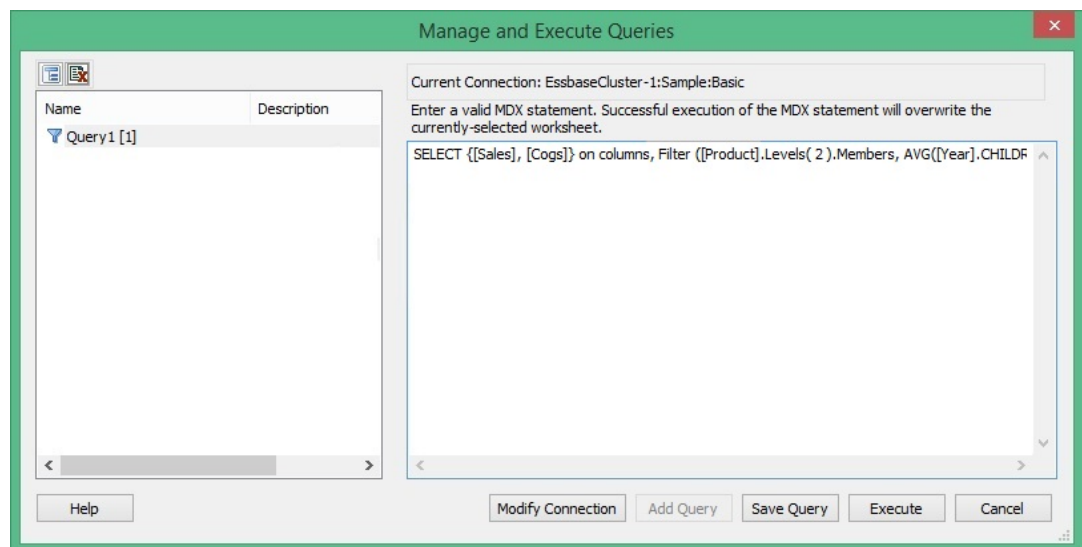 Manage and Execute Queries
Name Description
Query1 [1]
Current Connection: EssbaseCluster-1:Sample:Basic
Enter a valid MDX statement. Successful execution of the MDX statement will overwrite the
currently-selected worksheet.
SELECT {[Sales], [Cogs]} on columns, Filter ([Product].Levels( 2 ).Members, AVG([Year].CHILDR
Help Modify Connection Add Query Save Query Execute Cancel